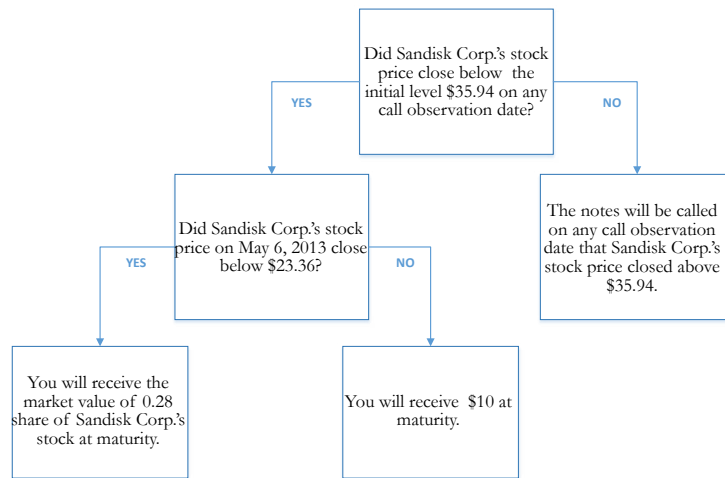 Did Sandisk Corp.'s stock
price close below the
initial level $35.94 on any
call observation date?
YES
NO
Did Sandisk Corp.'s stock
price on May 6, 2013 close
below $23.36?
The notes will be called
on any call observation
date that Sandisk Corp.'s
stock price closed above
$35.94.
YES
NO
You will receive the
market value of 0.28
share of Sandisk Corp.'s
stock at maturity.
You will receive $10 at
maturity.